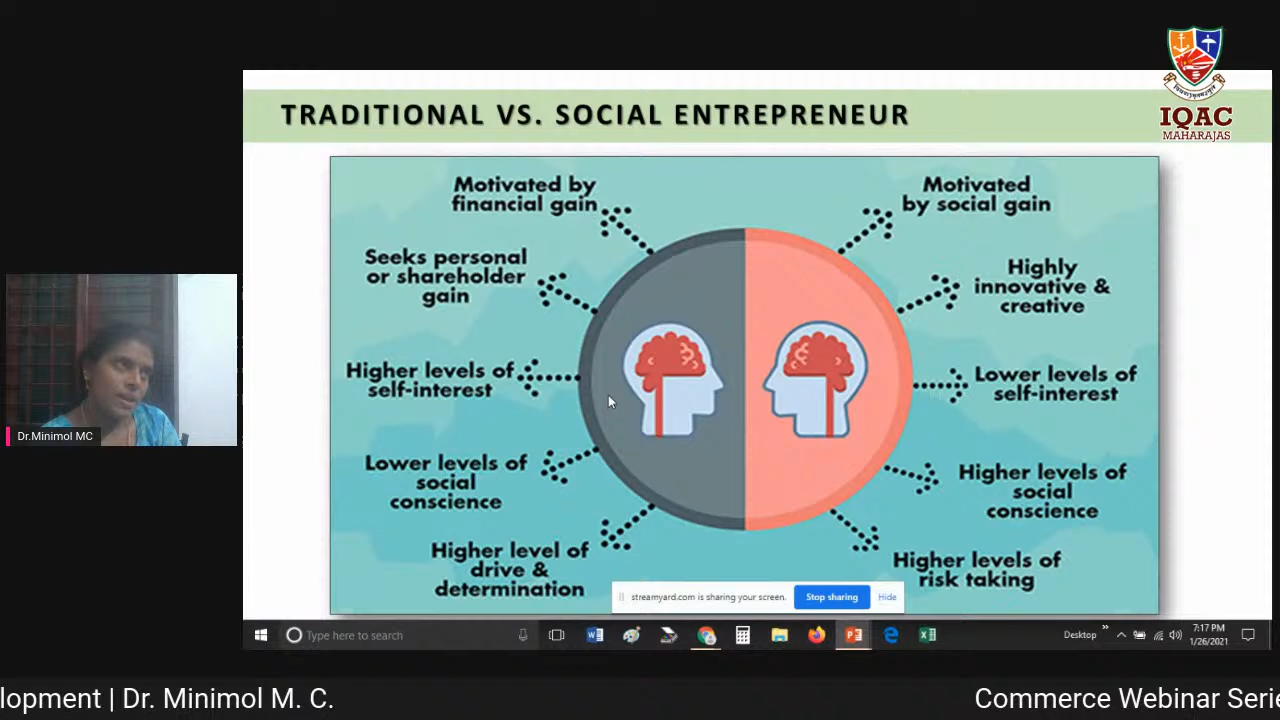 IQAC
MAHARAJAS
TRADITIONAL VS. SOCIAL ENTREPRENEUR
Motivated by
financial gain
Seeks personal
or shareholder
gain
Higher levels of
self-interest
Lower levels of
social
conscience
Higher level of
drive &
determination
Motivated
by social gain
Highly
innovative &
creative
Lower levels of
self-interest
Higher levels of
social
conscience
Higher levels of
risk taking
Dr.Minimol MC
streamyard.com is sharing your screen.
Stop sharing
Hide
Type here to search
Desktop
7:17 PM
1/26/2021
lopment | Dr. Minimol M. C.
Commerce Webinar Serie